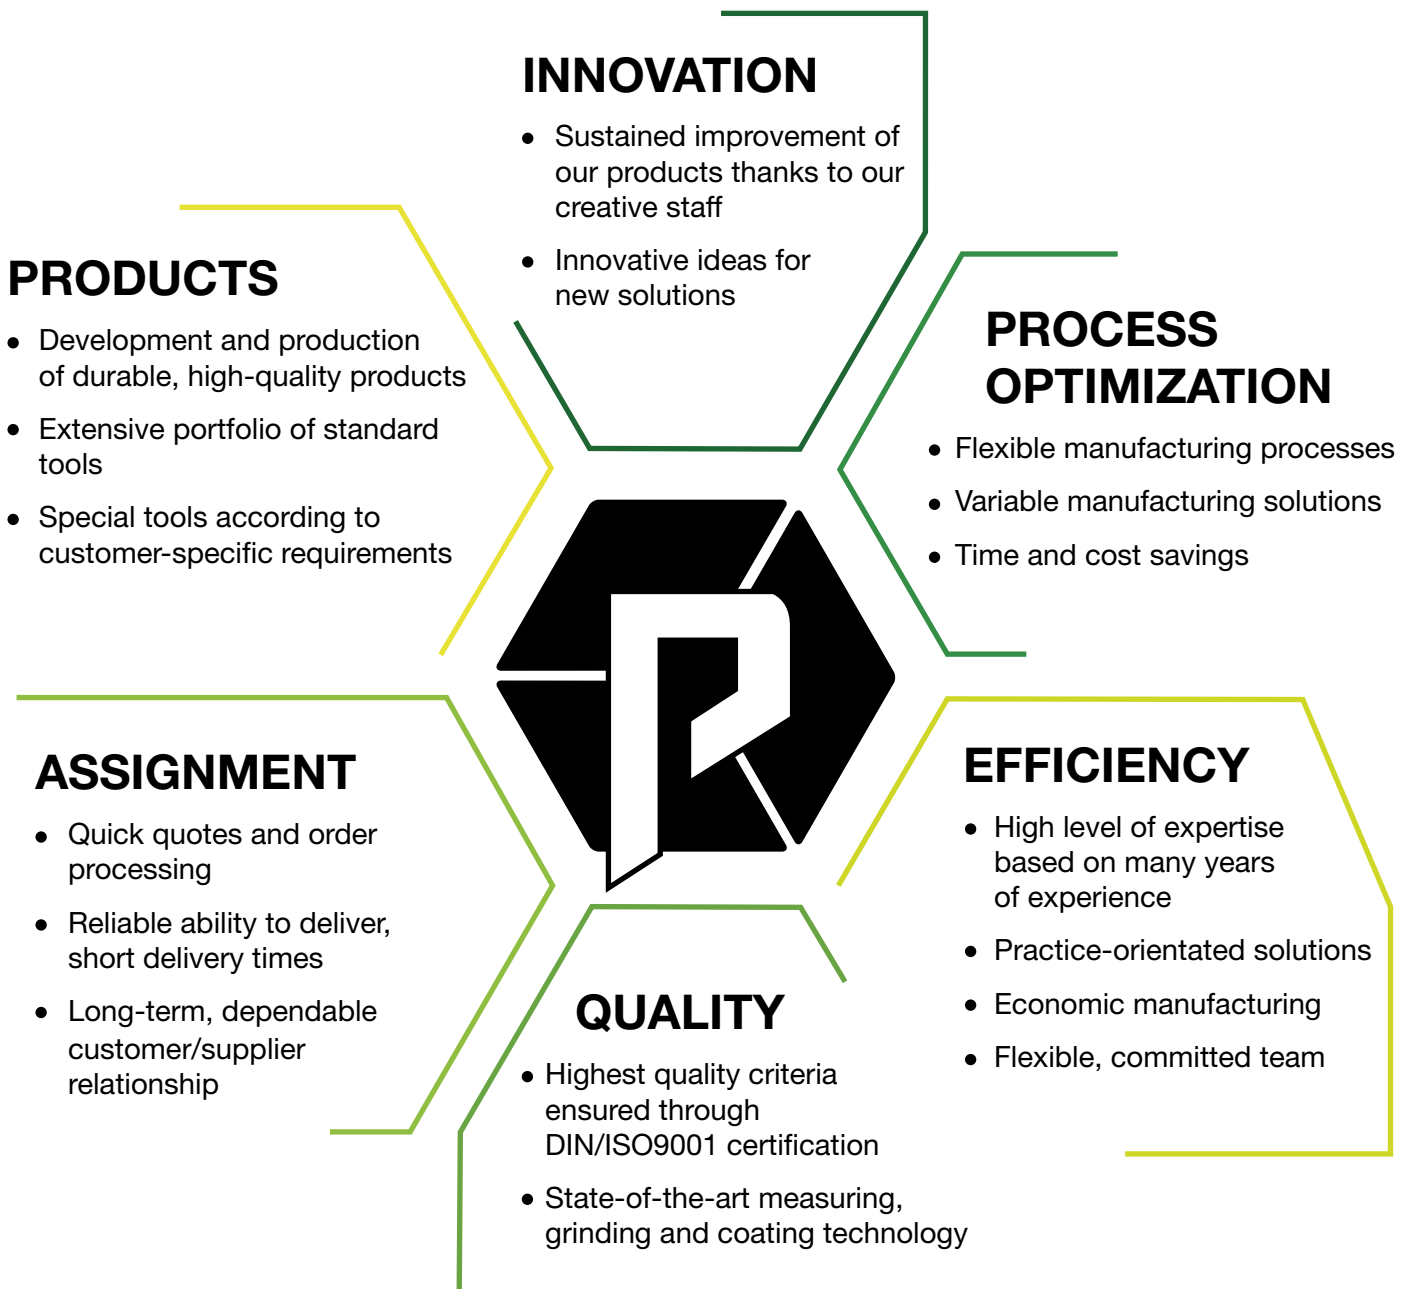 INNOVATION
• Sustained improvement of
our products thanks to our
creative staff
• Innovative ideas for
new solutions
PRODUCTS
• Development and production
of durable, high-quality products
• Extensive portfolio of standard
tools
• Special tools according to
customer-specific requirements
PROCESS
OPTIMIZATION
• Flexible manufacturing processes
• Variable manufacturing solutions
• Time and cost savings
ASSIGNMENT
• Quick quotes and order
processing
• Reliable ability to deliver,
short delivery times
• Long-term, dependable
customer/supplier
relationship
EFFICIENCY
• High level of expertise
based on many years
of experience
• Practice-orientated solutions
• Economic manufacturing
• Flexible, committed team
QUALITY
• Highest quality criteria
ensured through
DIN/ISO9001 certification
• State-of-the-art measuring,
grinding and coating technology